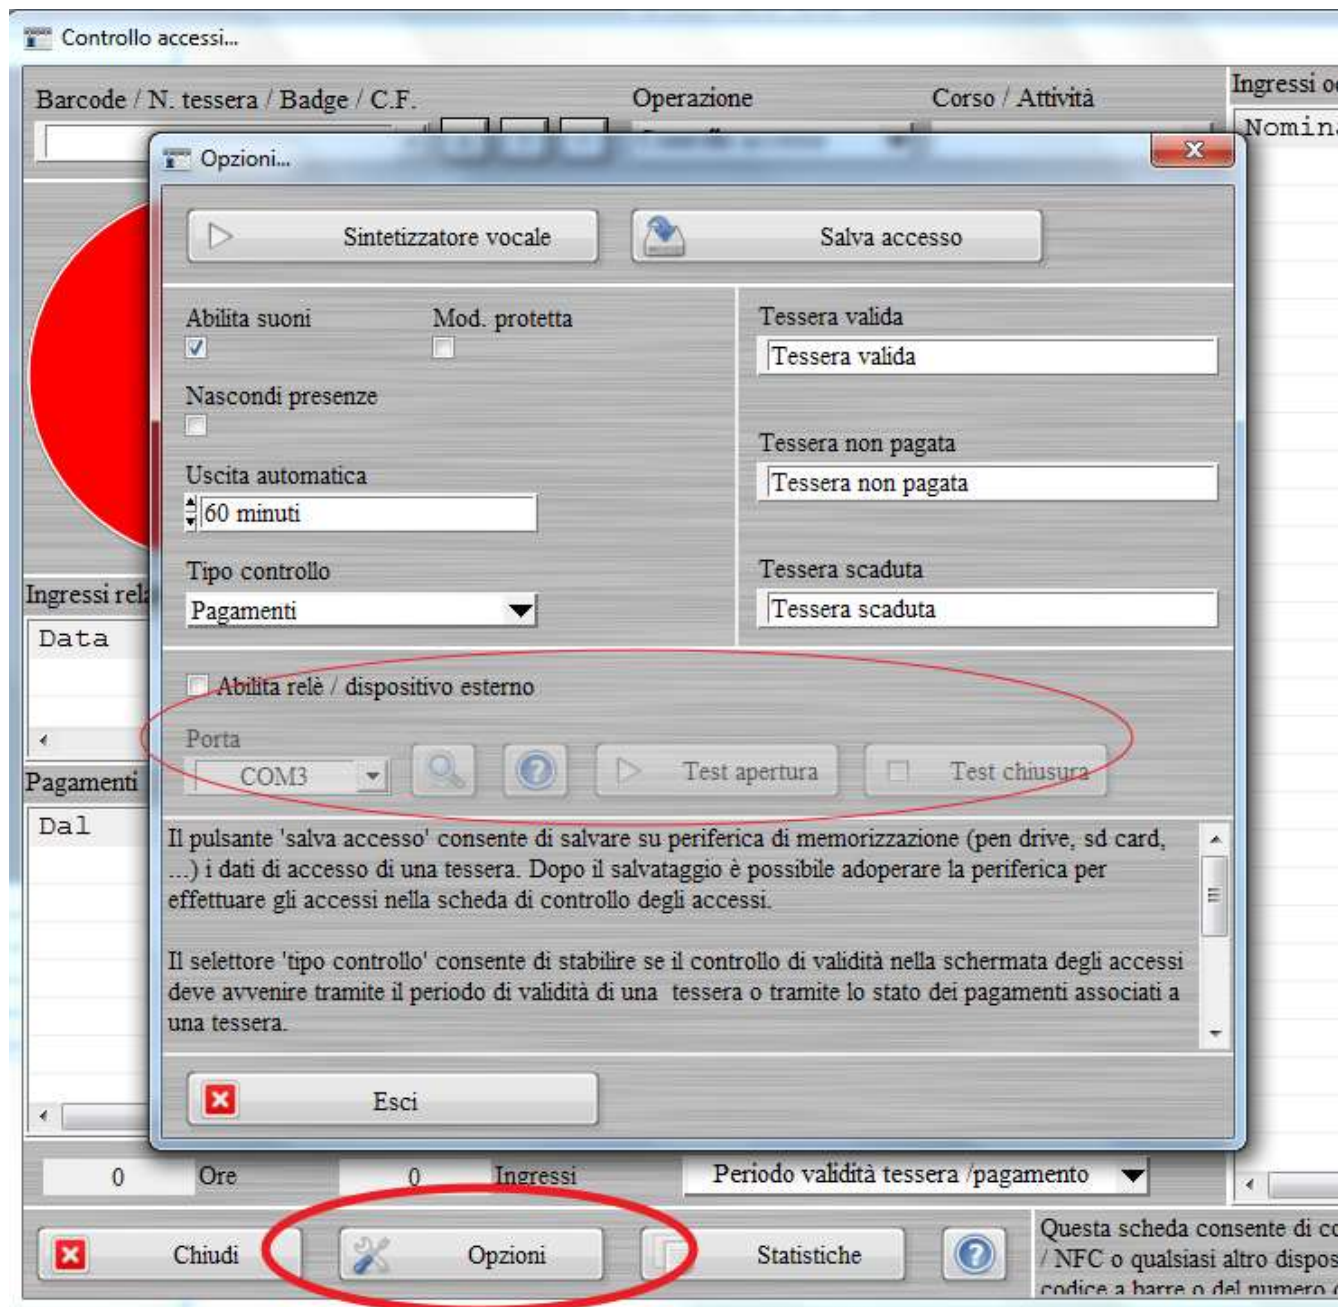 Controllo accessi...
Barcode / N. tessera / Badge / C.F.
Operazione
Corso / Attività
Ingressi
Opzioni...
Sintetizzatore vocale
Salva accesso
Abilita suoni
Mod. protetta
Nascondi presenze
Uscita automatica
60 minuti
Tipo controllo
Pagamenti
Tessera valida
Tessera valida
Tessera non pagata
Tessera non pagata
Tessera scaduta
Tessera scaduta
Ingressi
Data
Abilita relè / dispositivo esterno
Porta
COM3
Test apertura
Test chiusura
Pagamenti
Dal
Il pulsante 'salva accesso' consente di salvare su periferica di memorizzazione (pen drive, sd card,
...) i dati di accesso di una tessera. Dopo il salvataggio è possibile adoperare la periferica per
effettuare gli accessi nella scheda di controllo degli accessi.
Il selettore 'tipo controllo' consente di stabilire se il controllo di validità nella schermata degli accessi
deve avvenire tramite il periodo di validità di una tessera o tramite lo stato dei pagamenti associati a
una tessera.
Esci
0 Ore
0 Ingressi
Periodo validità tessera /pagamento
Chiudi
Opzioni
Statistiche
Questa scheda consente di
/ NFC o qualsiasi altro
codice a barre o del numero